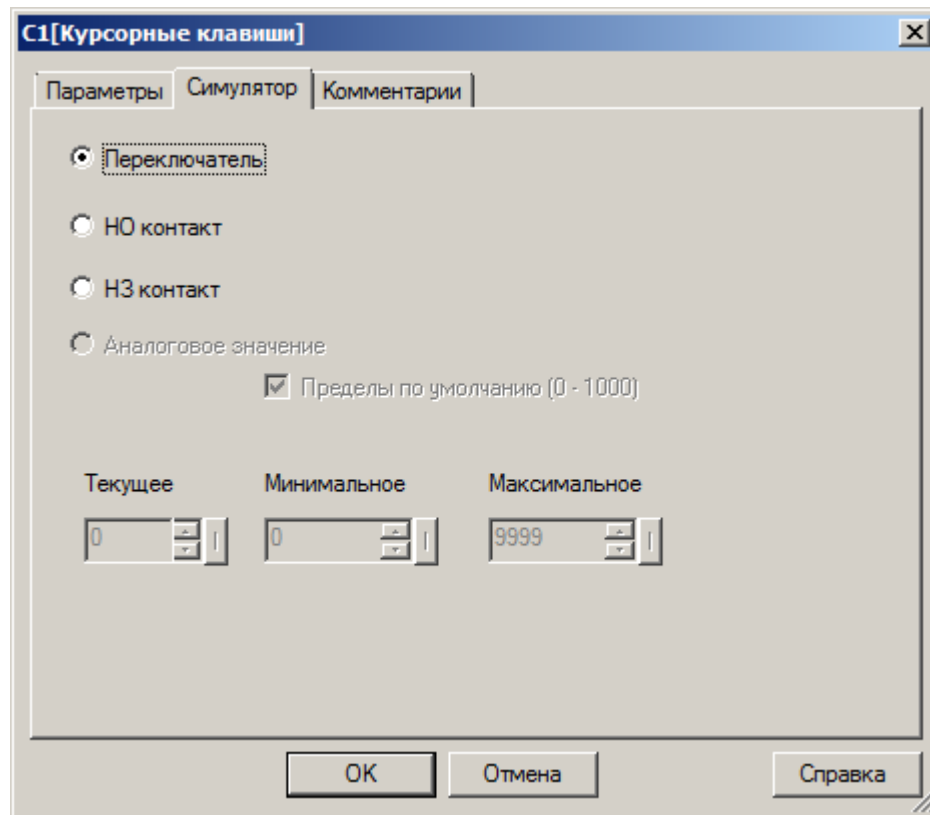 C1[Курсорные клавиши]
Параметры Симулятор Комментарии
Переключатель
НО контакт
НЗ контакт
Аналоговое значение
Пределы по умолчанию (0 - 1000)
Текущее Минимальное Максимальное
0 0 9999
OK Отмена Справка